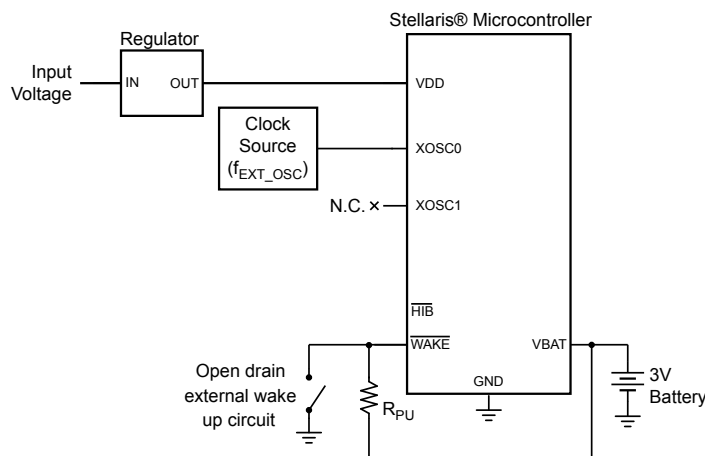 Stellaris® Microcontroller
Regulator
Input
Voltage
IN
OUT
VDD
Clock
Source
(fEXT_OSC)
XOSC0
N.C.
XOSC1
HIB
WAKE
VBAT
Open drain
external wake
up circuit
RPU
GND
3V
Battery